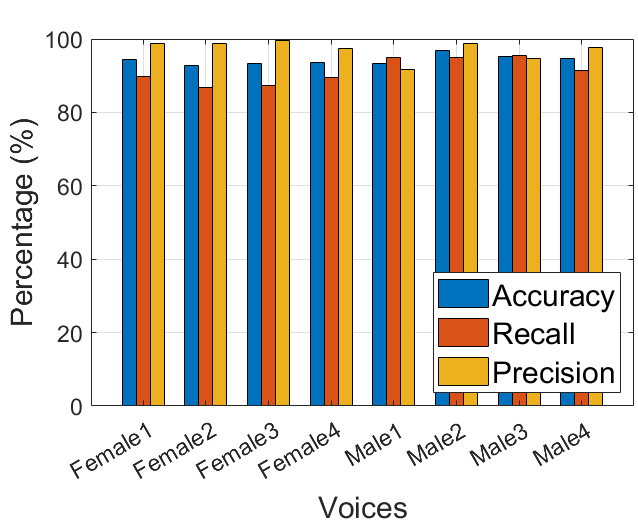 100
80
60
40
20
0
Percentage (%)
Accuracy
Recall
Precision
Female1
Female2
Female3
Female4
Male1
Male2
Male3
Male4
Voices